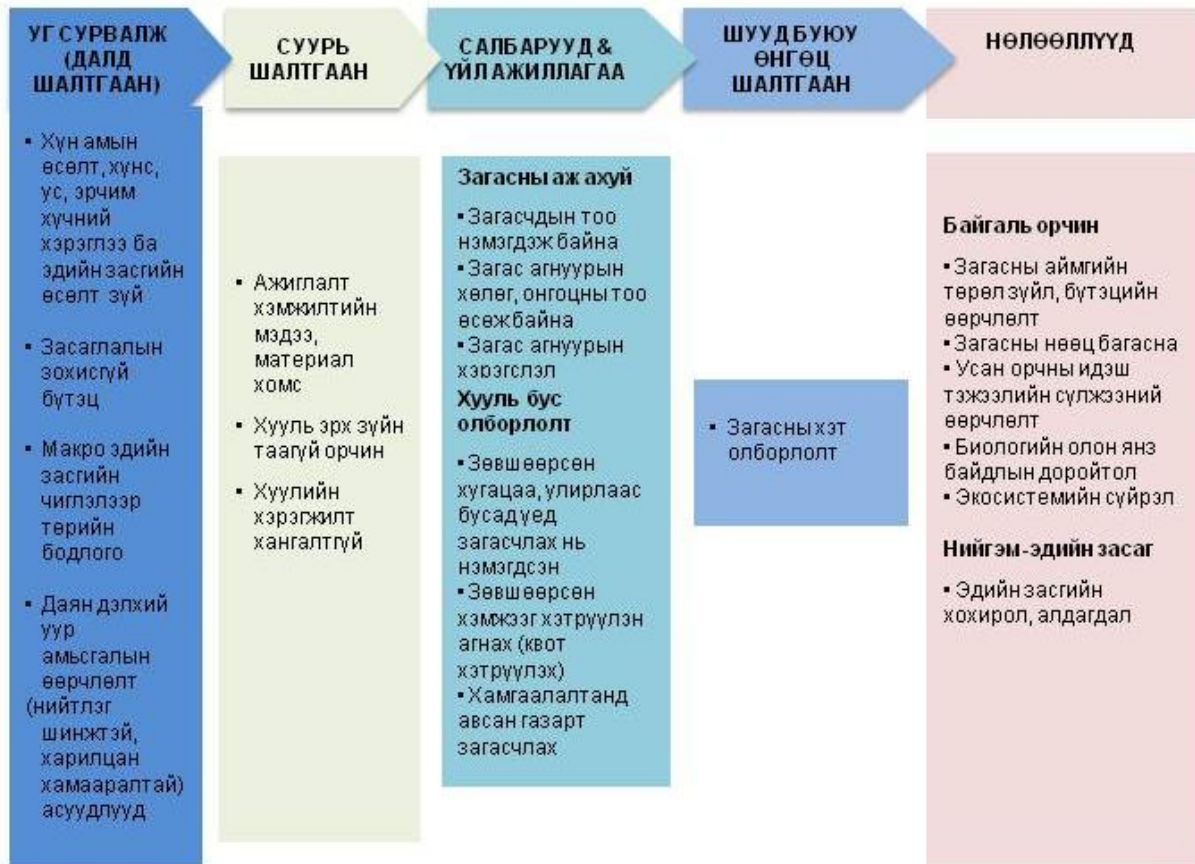 УГ СУРВАЛЖ
(ДАЛД
ШАЛТГААН)
▪ Хүн амын
өсөлт, хүнс,
ус, эрчим
хүчний
хэрэглээ ба
эдийн засгийн
өсөлт зүй
▪ Засаглалын
зохисгүй
бүтэц
▪ Макро эдийн
засгийн
чиглэлээр
төрийн
бодлого
▪ Даян дэлхий
уур
амьсгалын
өөрчлөлт
(нийтлэг
шинжтэй,
харилцан
хамааралтай)
асуудлууд
СУУРЬ
ШАЛТГААН
▪ Ажиглалт
хэмжилтийн
мэдээ,
материал
хомс
▪ Хууль эрх зүйн
таагүй орчин
▪ Хуулийн
хэрэгжилт
хангалтгүй
САЛБАРУУД &
ҮЙЛ АЖИЛЛАГАА
Загасны аж ахуй
▪ Загасчдын тоо
нэмэгдэж байна
▪ Загас агнуурын
хөлөг, онгоцны тоо
өсөж байна
▪ Загас агнуурын
хэрэгслэл
Хууль бус
олборлолт
▪ Зөвшөөрсөн
хугацаа, улирлаас
бусад үед
загасчлах нь
нэмэгдсэн
▪ Зөвшөөрсөн
хэмжээг хэтрүүлэн
агнах (квот
хэтрүүлэх)
▪ Хамгаалалтанд
авсан газарт
загасчлах
ШУУД БУЮУ
ӨНГӨЦ
ШАЛТГААН
▪ Загасны хэт
олборлолт
НӨЛӨӨЛЛҮҮД
Байгаль орчин
▪ Загасны аймгийн
төрөл зүйл, бүтэцийн
өөрчлөлт
▪ Загасны нөөц багасна
▪ Усан орчны идэш
тэжээлийн сүлжээний
өөрчлөлт
▪ Биологийн олон янз
байдлын доройтол
▪ Экосистемийн сүйрэл
Нийгэм-эдийн засаг
▪ Эдийн засгийн
хохирол, алдагдал